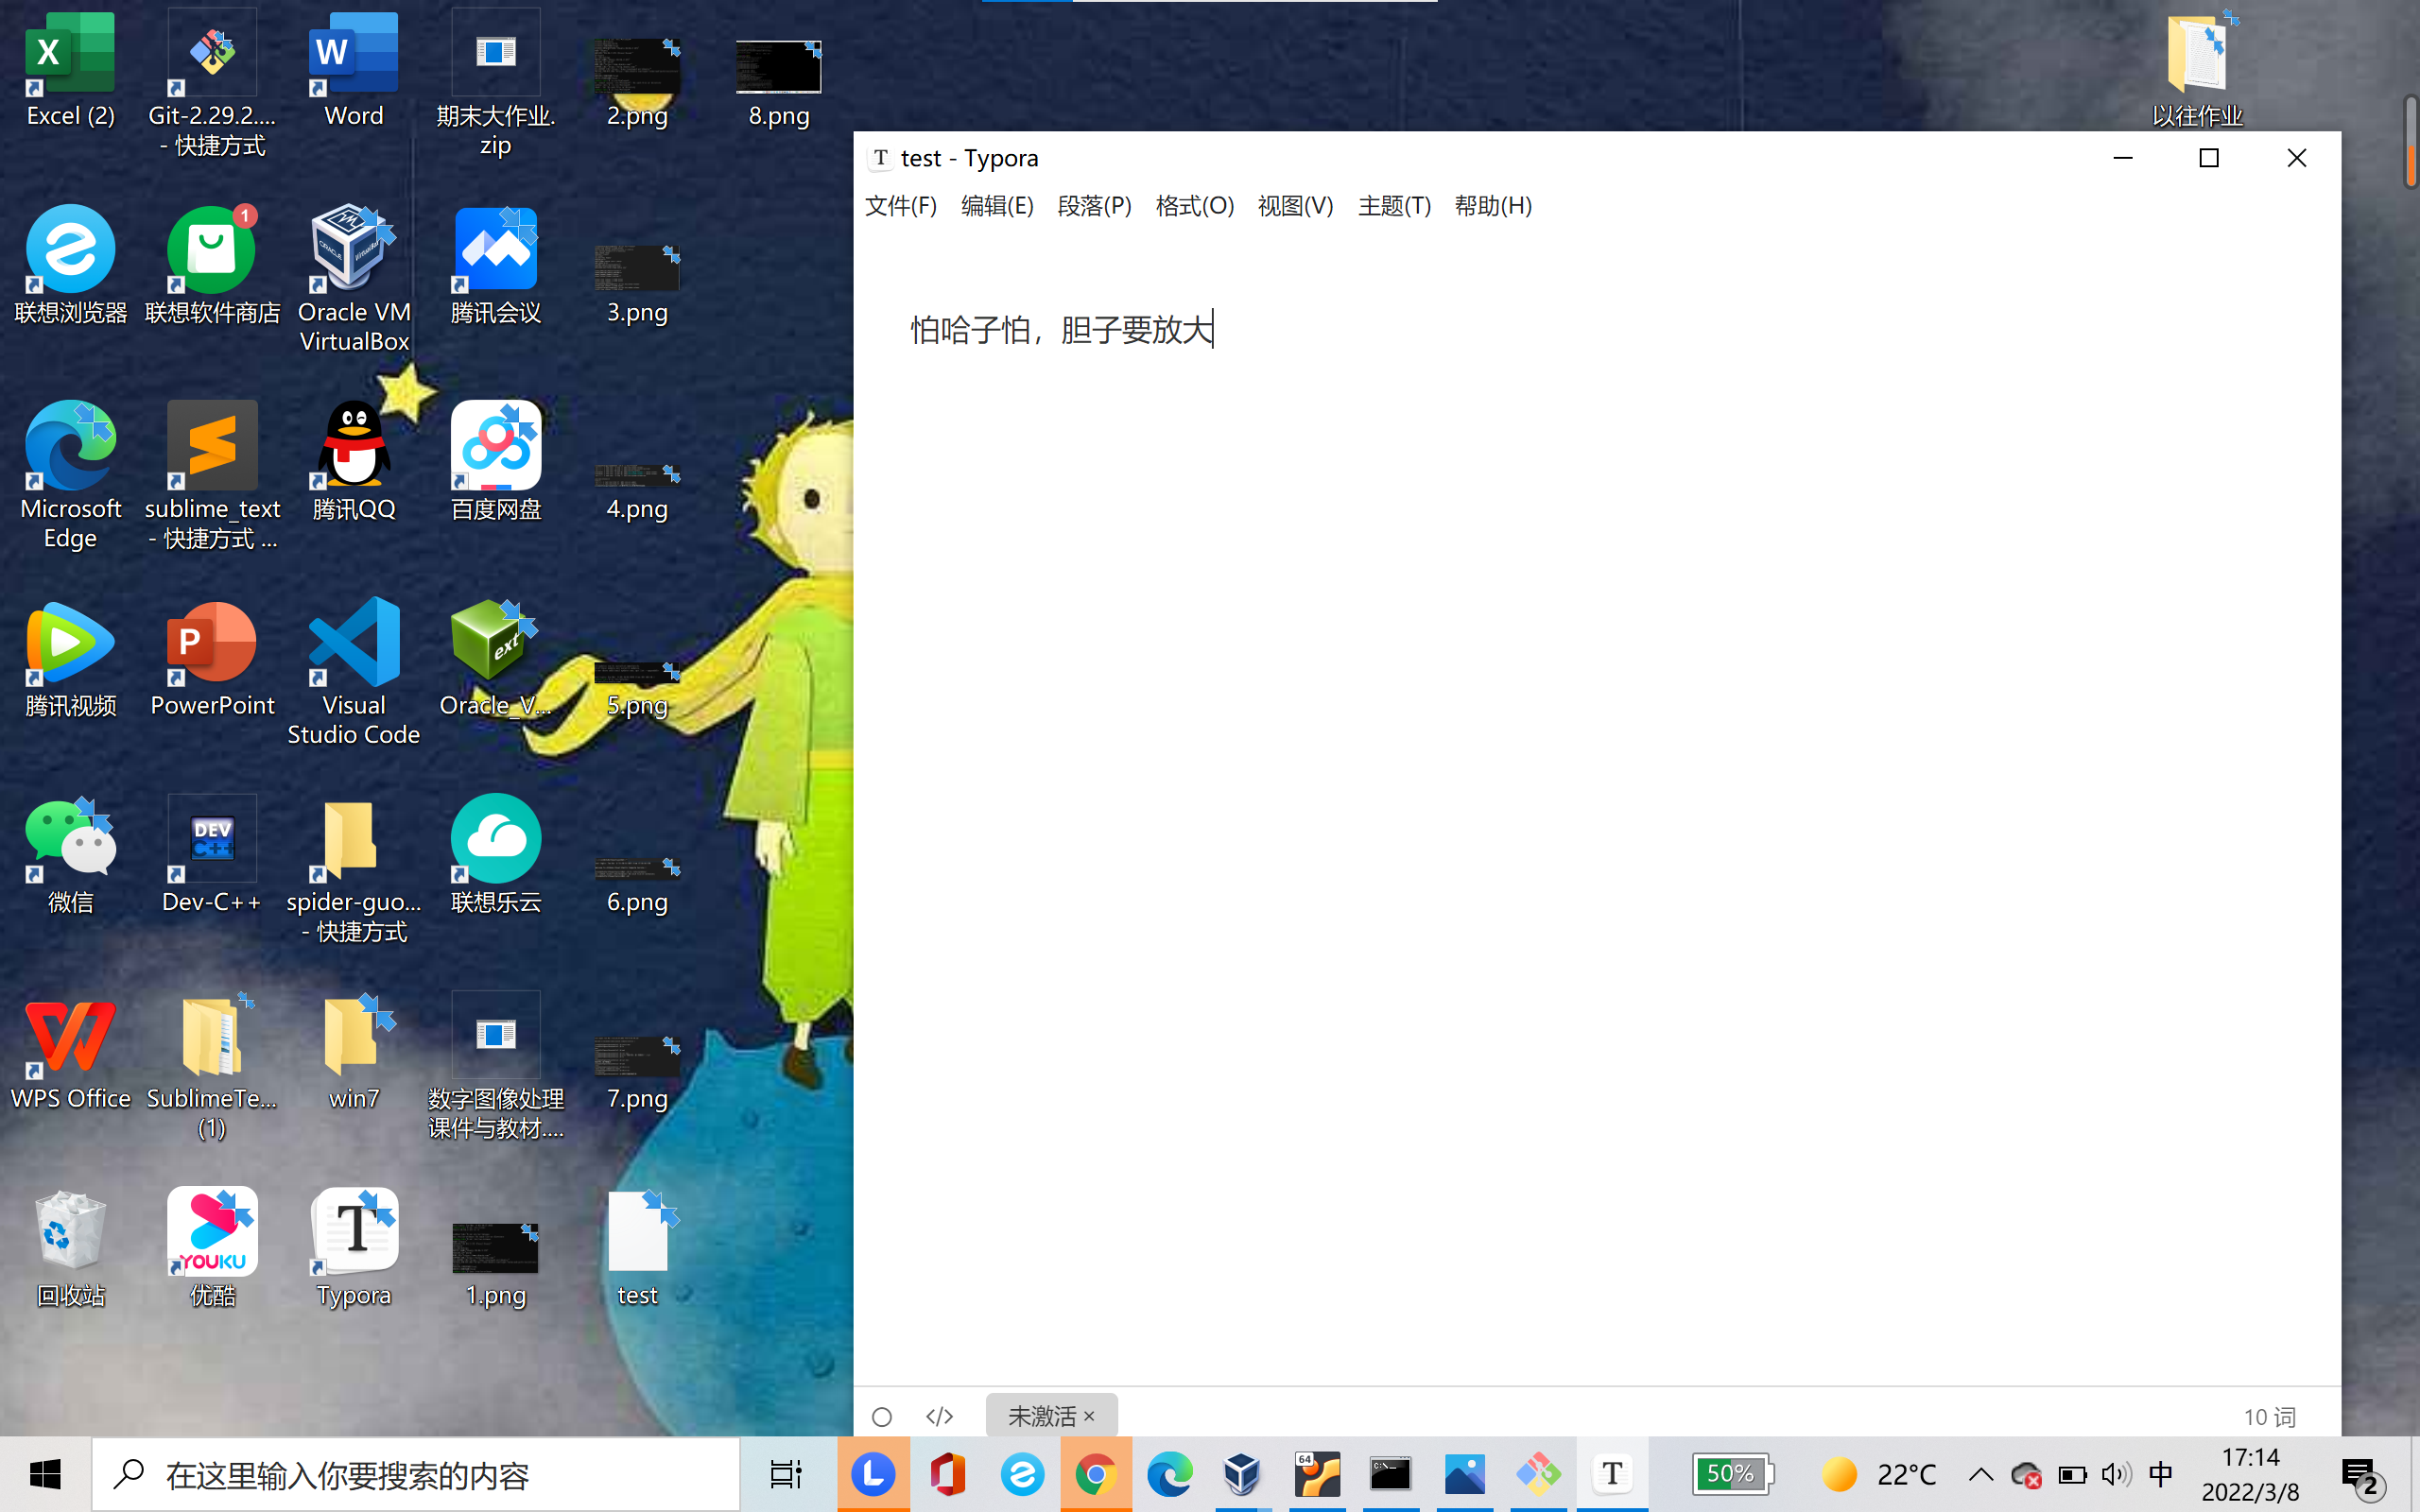 Excel (2)
Git-2.29.2....
- 快捷方式
Word
期末大作业.
zip
2.png
8.png
以往作业
联想浏览器
1
联想软件商店
Oracle VM
VirtualBox
腾讯会议
3.png
Microsoft
Edge
sublime_text
- 快捷方式 ...
腾讯QQ
百度网盘
4.png
腾讯视频
PowerPoint
Visual
Studio Code
ext
Oracle_V...
5.png
微信
DEV
C++
Dev-C++
spider-guo...
- 快捷方式
联想乐云
6.png
WPS Office
SublimeTe...
(1)
win7
数字图像处理
课件与教材....
7.png
回收站
YOUKU
优酷
Typora
1.png
test
test - Typora
文件(F) 编辑(E) 段落(P) 格式(O) 视图(V) 主题(T) 帮助(H)
怕哈子怕，胆子要放大
</> 未激活 × 10 词
在这里输入你要搜索的内容
64
50%
22°C
中
17:14
2022/3/8
2